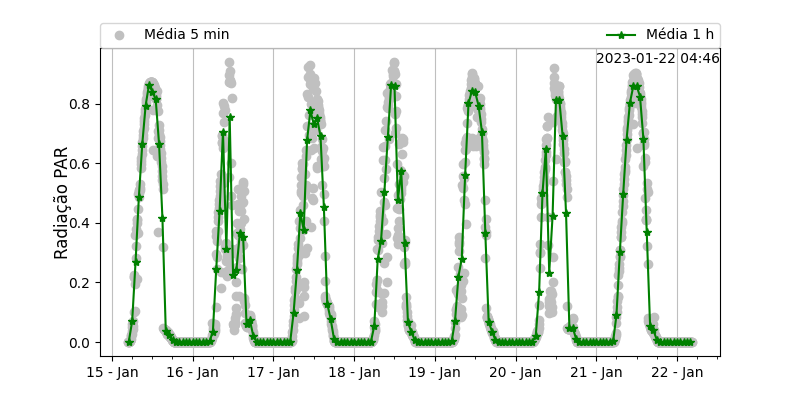 Média 5 min
Média 1 h
2023-01-22 04:46
Radiação PAR
0.8
0.6
0.4
0.2
0.0
15 - Jan
16 - Jan
17 - Jan
18 - Jan
19 - Jan
20 - Jan
21 - Jan
22 - Jan